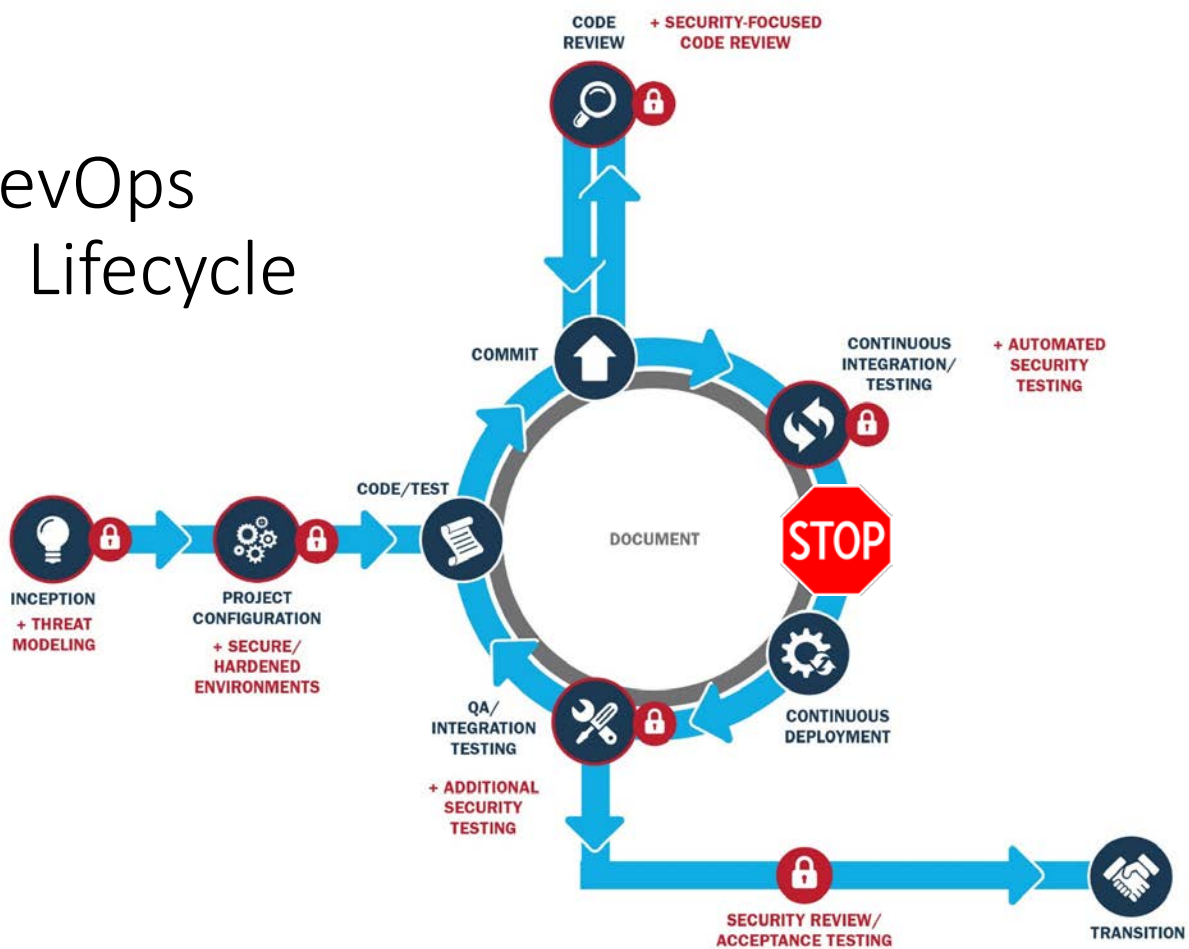 evOps
Lifecycle
CODE
REVIEW
+ SECURITY-FOCUSED
CODE REVIEW
COMMIT
CONTINUOUS
INTEGRATION/
TESTING
+ AUTOMATED
SECURITY
TESTING
CODE/TEST
DOCUMENT
STOP
INCEPTION
+ THREAT
MODELING
PROJECT
CONFIGURATION
+ SECURE/
HARDENED
ENVIRONMENTS
QA/
INTEGRATION
TESTING
+ ADDITIONAL
SECURITY
TESTING
CONTINUOUS
DEPLOYMENT
SECURITY REVIEW/
ACCEPTANCE TESTING
TRANSITION